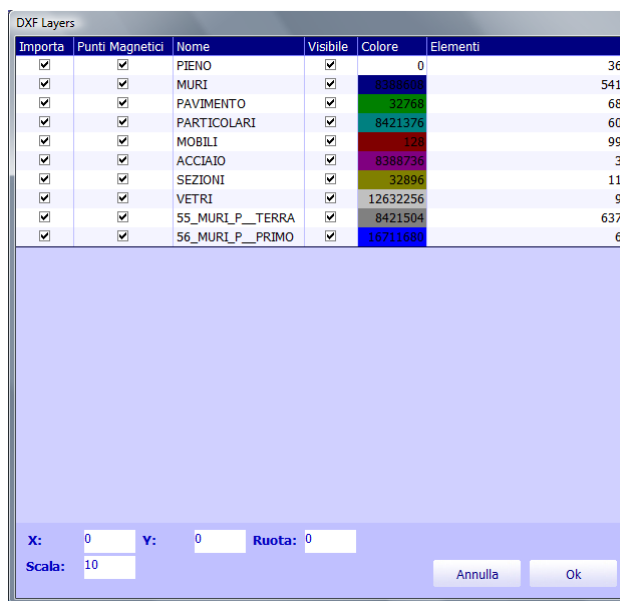 DXF Layers
Importa Punti Magnetici Nome Visibile Colore Elementi
PIENO 0 36
MURI 8388608 541
PAVIMENTO 32768 68
PARTICOLARI 8421376 60
MOBILI 128 99
ACCIAIO 8388736 3
SEZIONI 32896 11
VETRI 12632256 9
55_MURI_P__TERRA 8421504 637
56_MURI_P__PRIMO 16711680 6
X: 0 Y: 0 Ruota: 0
Scala: 10
Annulla Ok